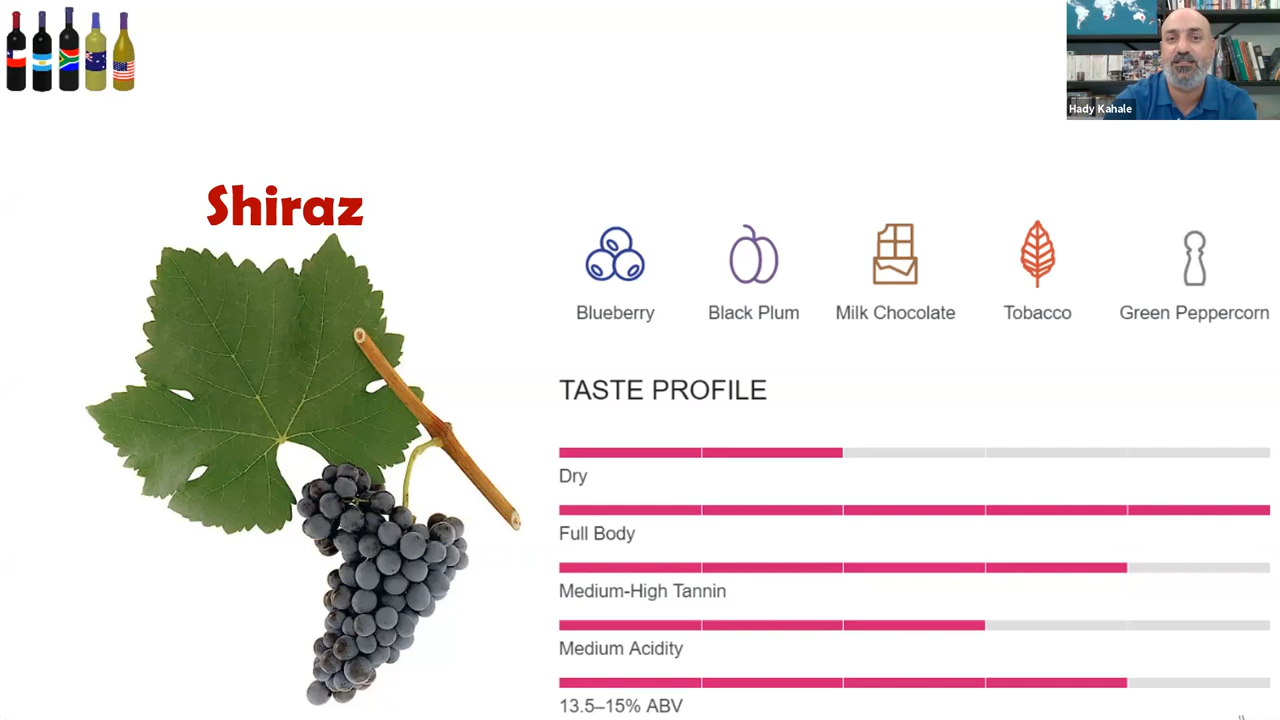 Hady Kahale
Shiraz
Blueberry
Black Plum
Milk Chocolate
Tobacco
Green Peppercorn
TASTE PROFILE
Dry
Full Body
Medium-High Tannin
Medium Acidity
13.5–15% ABV